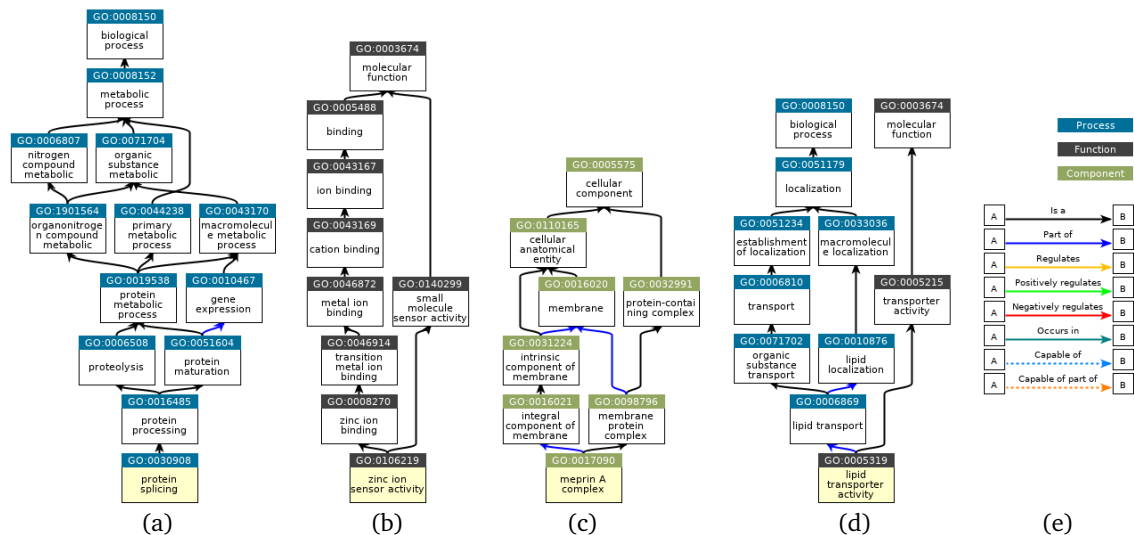 GO:0008150
biological
process
GO:0008152
metabolic
process
GO:0006807
nitrogen
compound
metabolic
GO:0071704
organic
substance
metabolic
GO:1901564
organonitroge
n compound
metabolic
GO:0044238
primary
metabolic
process
GO:0043170
macromolecul
e metabolic
process
GO:0019538
protein
metabolic
process
GO:0010467
gene
expression
GO:0006508
proteolysis
GO:0051604
protein
maturation
GO:0016485
protein
processing
GO:0030908
protein
splicing
(a)
GO:0003674
molecular
function
GO:0005488
binding
GO:0043167
ion binding
GO:0043169
cation binding
GO:0046872
metal ion
binding
GO:0140299
small
molecule
sensor activity
GO:0046914
transition
metal ion
binding
GO:0008270
zinc ion
binding
GO:0106219
zinc ion
sensor activity
(b)
GO:0005575
cellular
component
GO:0110165
cellular
anatomical
entity
GO:0016020
membrane
GO:0032991
protein-contai
ning complex
GO:0031224
intrinsic
component of
membrane
GO:0016021
integral
component of
membrane
GO:0098796
membrane
protein
complex
GO:0017090
meprin A
complex
(c)
GO:0008150
biological
process
GO:0003674
molecular
function
GO:0051179
localization
GO:0051234
establishment
of localization
GO:0033036
macromolecul
e localization
GO:0006810
transport
GO:0005215
transporter
activity
GO:0071702
organic
substance
transport
GO:0010876
lipid
localization
GO:0006869
lipid transport
GO:0005319
lipid
transporter
activity
(d)
Process
Function
Component
A Is a B
A Part of B
A Regulates B
A Positively regulates B
A Negatively regulates B
A Occurs in B
A Capable of B
A Capable of part of B
(e)